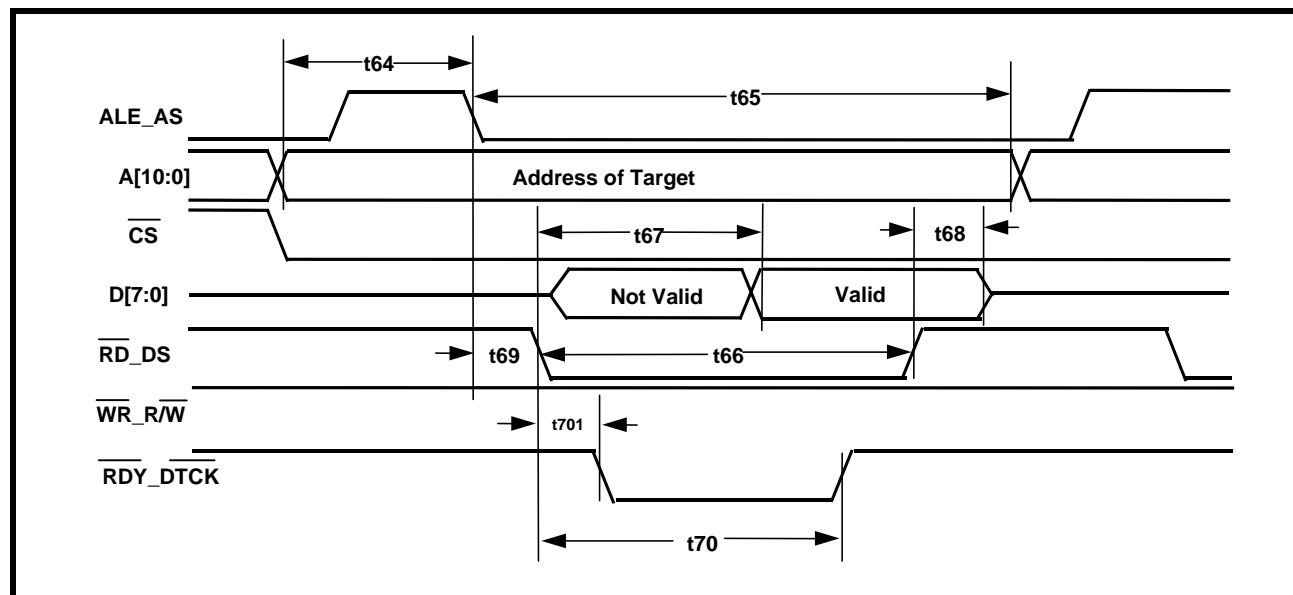 t64
t65
ALE_AS
A[10:0]
Address of Target
CS
t67
t68
D[7:0]
Not Valid
Valid
RD_DS
t69
t66
WR_R/W
t701
RDY_DTCK
t70